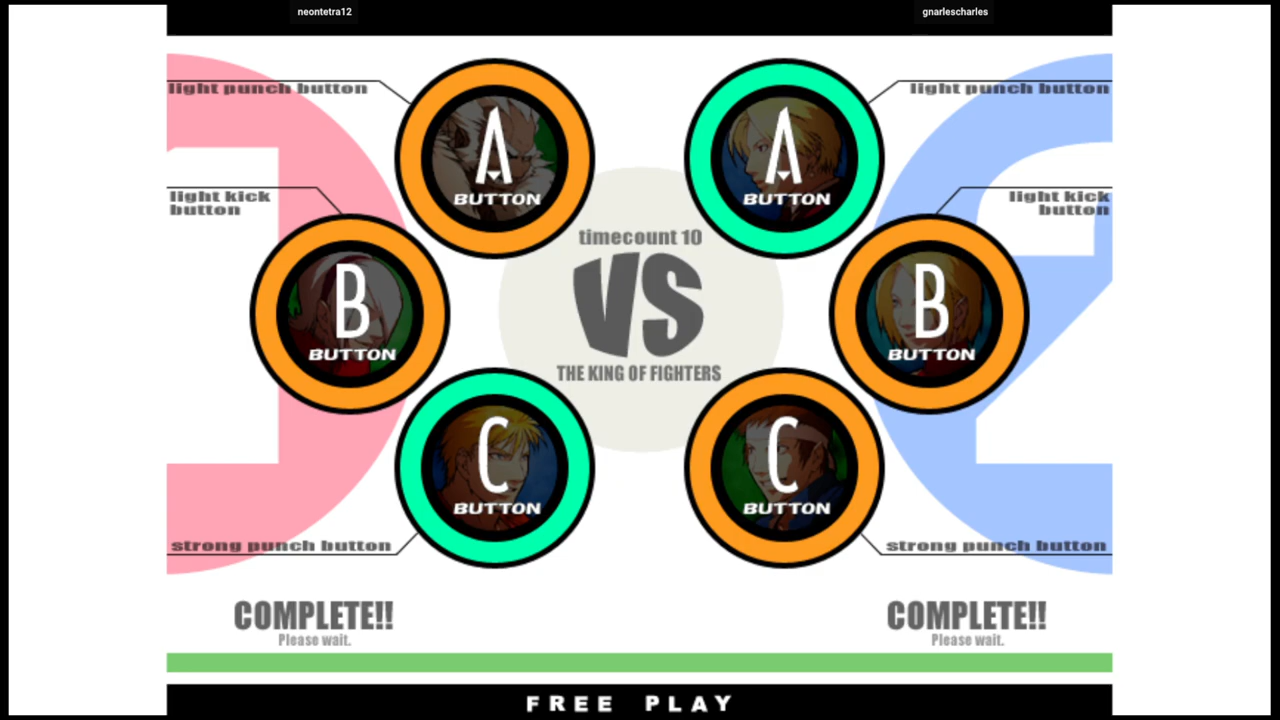 neontetra12
gnarlescharles
light punch button
light punch button
A
BUTTON
A
BUTTON
light kick
button
light kick
button
timecount 10
VS
THE KING OF FIGHTERS
B
BUTTON
B
BUTTON
C
BUTTON
C
BUTTON
strong punch button
strong punch button
COMPLETE!!
Please wait.
COMPLETE!!
Please wait.
FREE PLAY